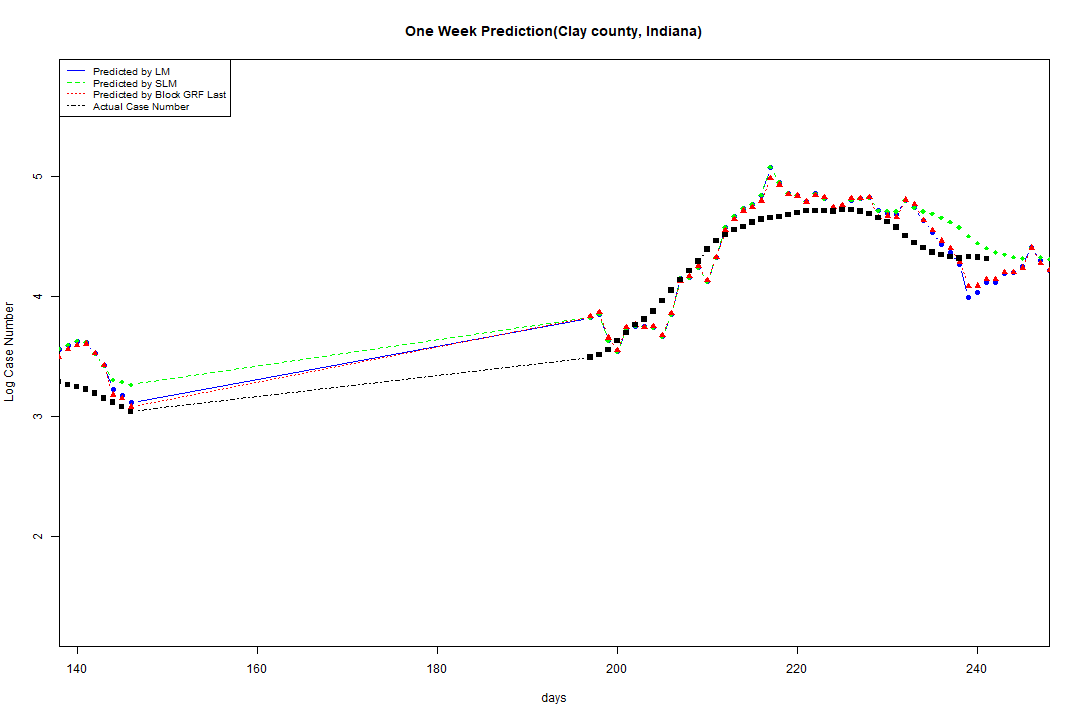 One Week Prediction(Clay county, Indiana)
Predicted by LM
Predicted by SLM
Predicted by Block GRF Last
Actual Case Number
5
4
3
2
Log Case Number
140 160 180 200 220 240
days